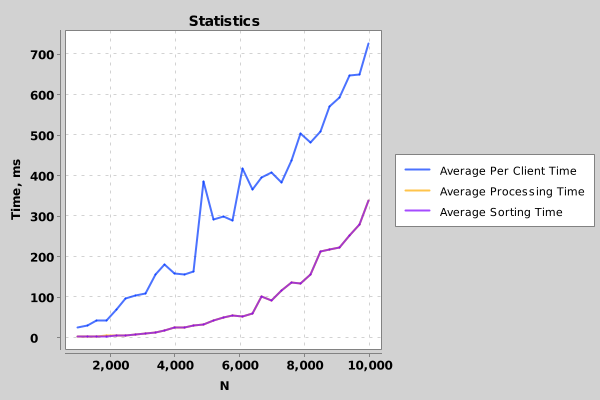 Statistics
700
600
500
400
300
200
100
0
Time, ms
2,000 4,000 6,000 8,000 10,000
N
Average Per Client Time
Average Processing Time
Average Sorting Time